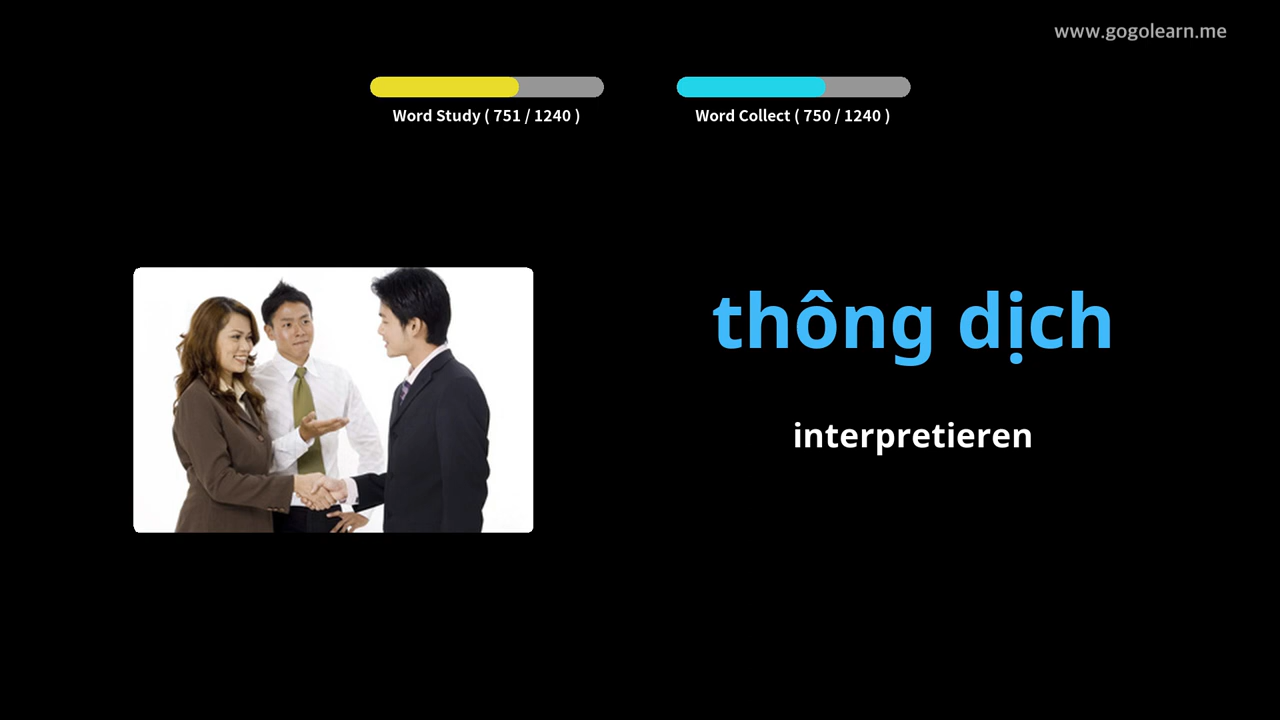 www.gogolearn.me
Word Study ( 751 / 1240 )
Word Collect ( 750 / 1240 )
thông dịch
interpretieren